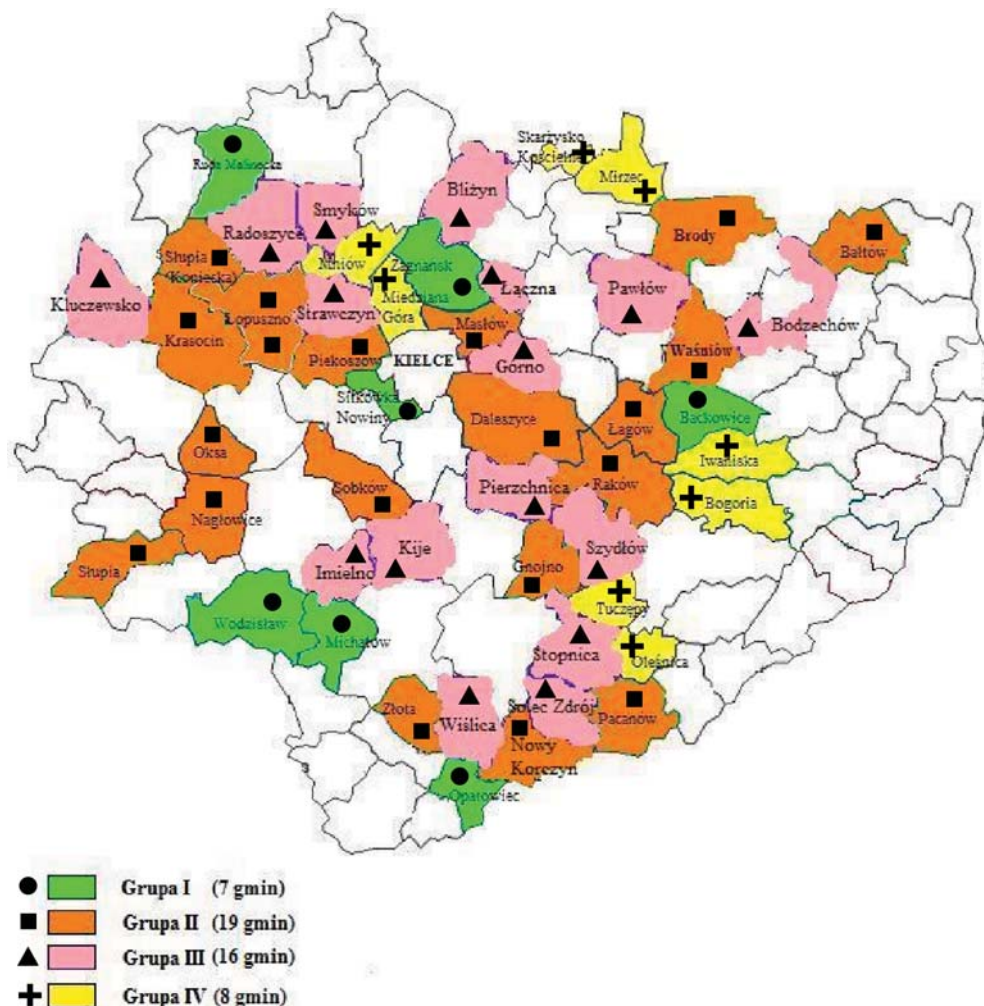 Skarżysko
Kościelne
Ruda Maleniecka
Mirzec
Bliżyn
Smyków
Radoszyce
Brody
Bałtów
Słupia
(Koniecka)
Mniów
Zagnańsk
Kluczewsko
Łączna
Pawłów
Miedziana
Góra
Łopuszno
Strawczyn
Bodzechów
Krasocin
Masłów
Waśniów
Piekoszów
KIELCE
Górno
Sitkówka
Nowiny
Baćkowice
Daleszyce
Łagów
Oksa
Iwaniska
Pierzchnica
Raków
Sobków
Nagłowice
Bogoria
Kije
Szydłów
Słupia
Imielno
Gnojno
Tuczępy
Wodzisław
Michałów
Stopnica
Oleśnica
Złota
Solec Zdrój
Wiślica
Pacanów
Nowy
Korczyn
Opatowiec
Grupa I (7 gmin)
Grupa II (19 gmin)
Grupa III (16 gmin)
Grupa IV (8 gmin)